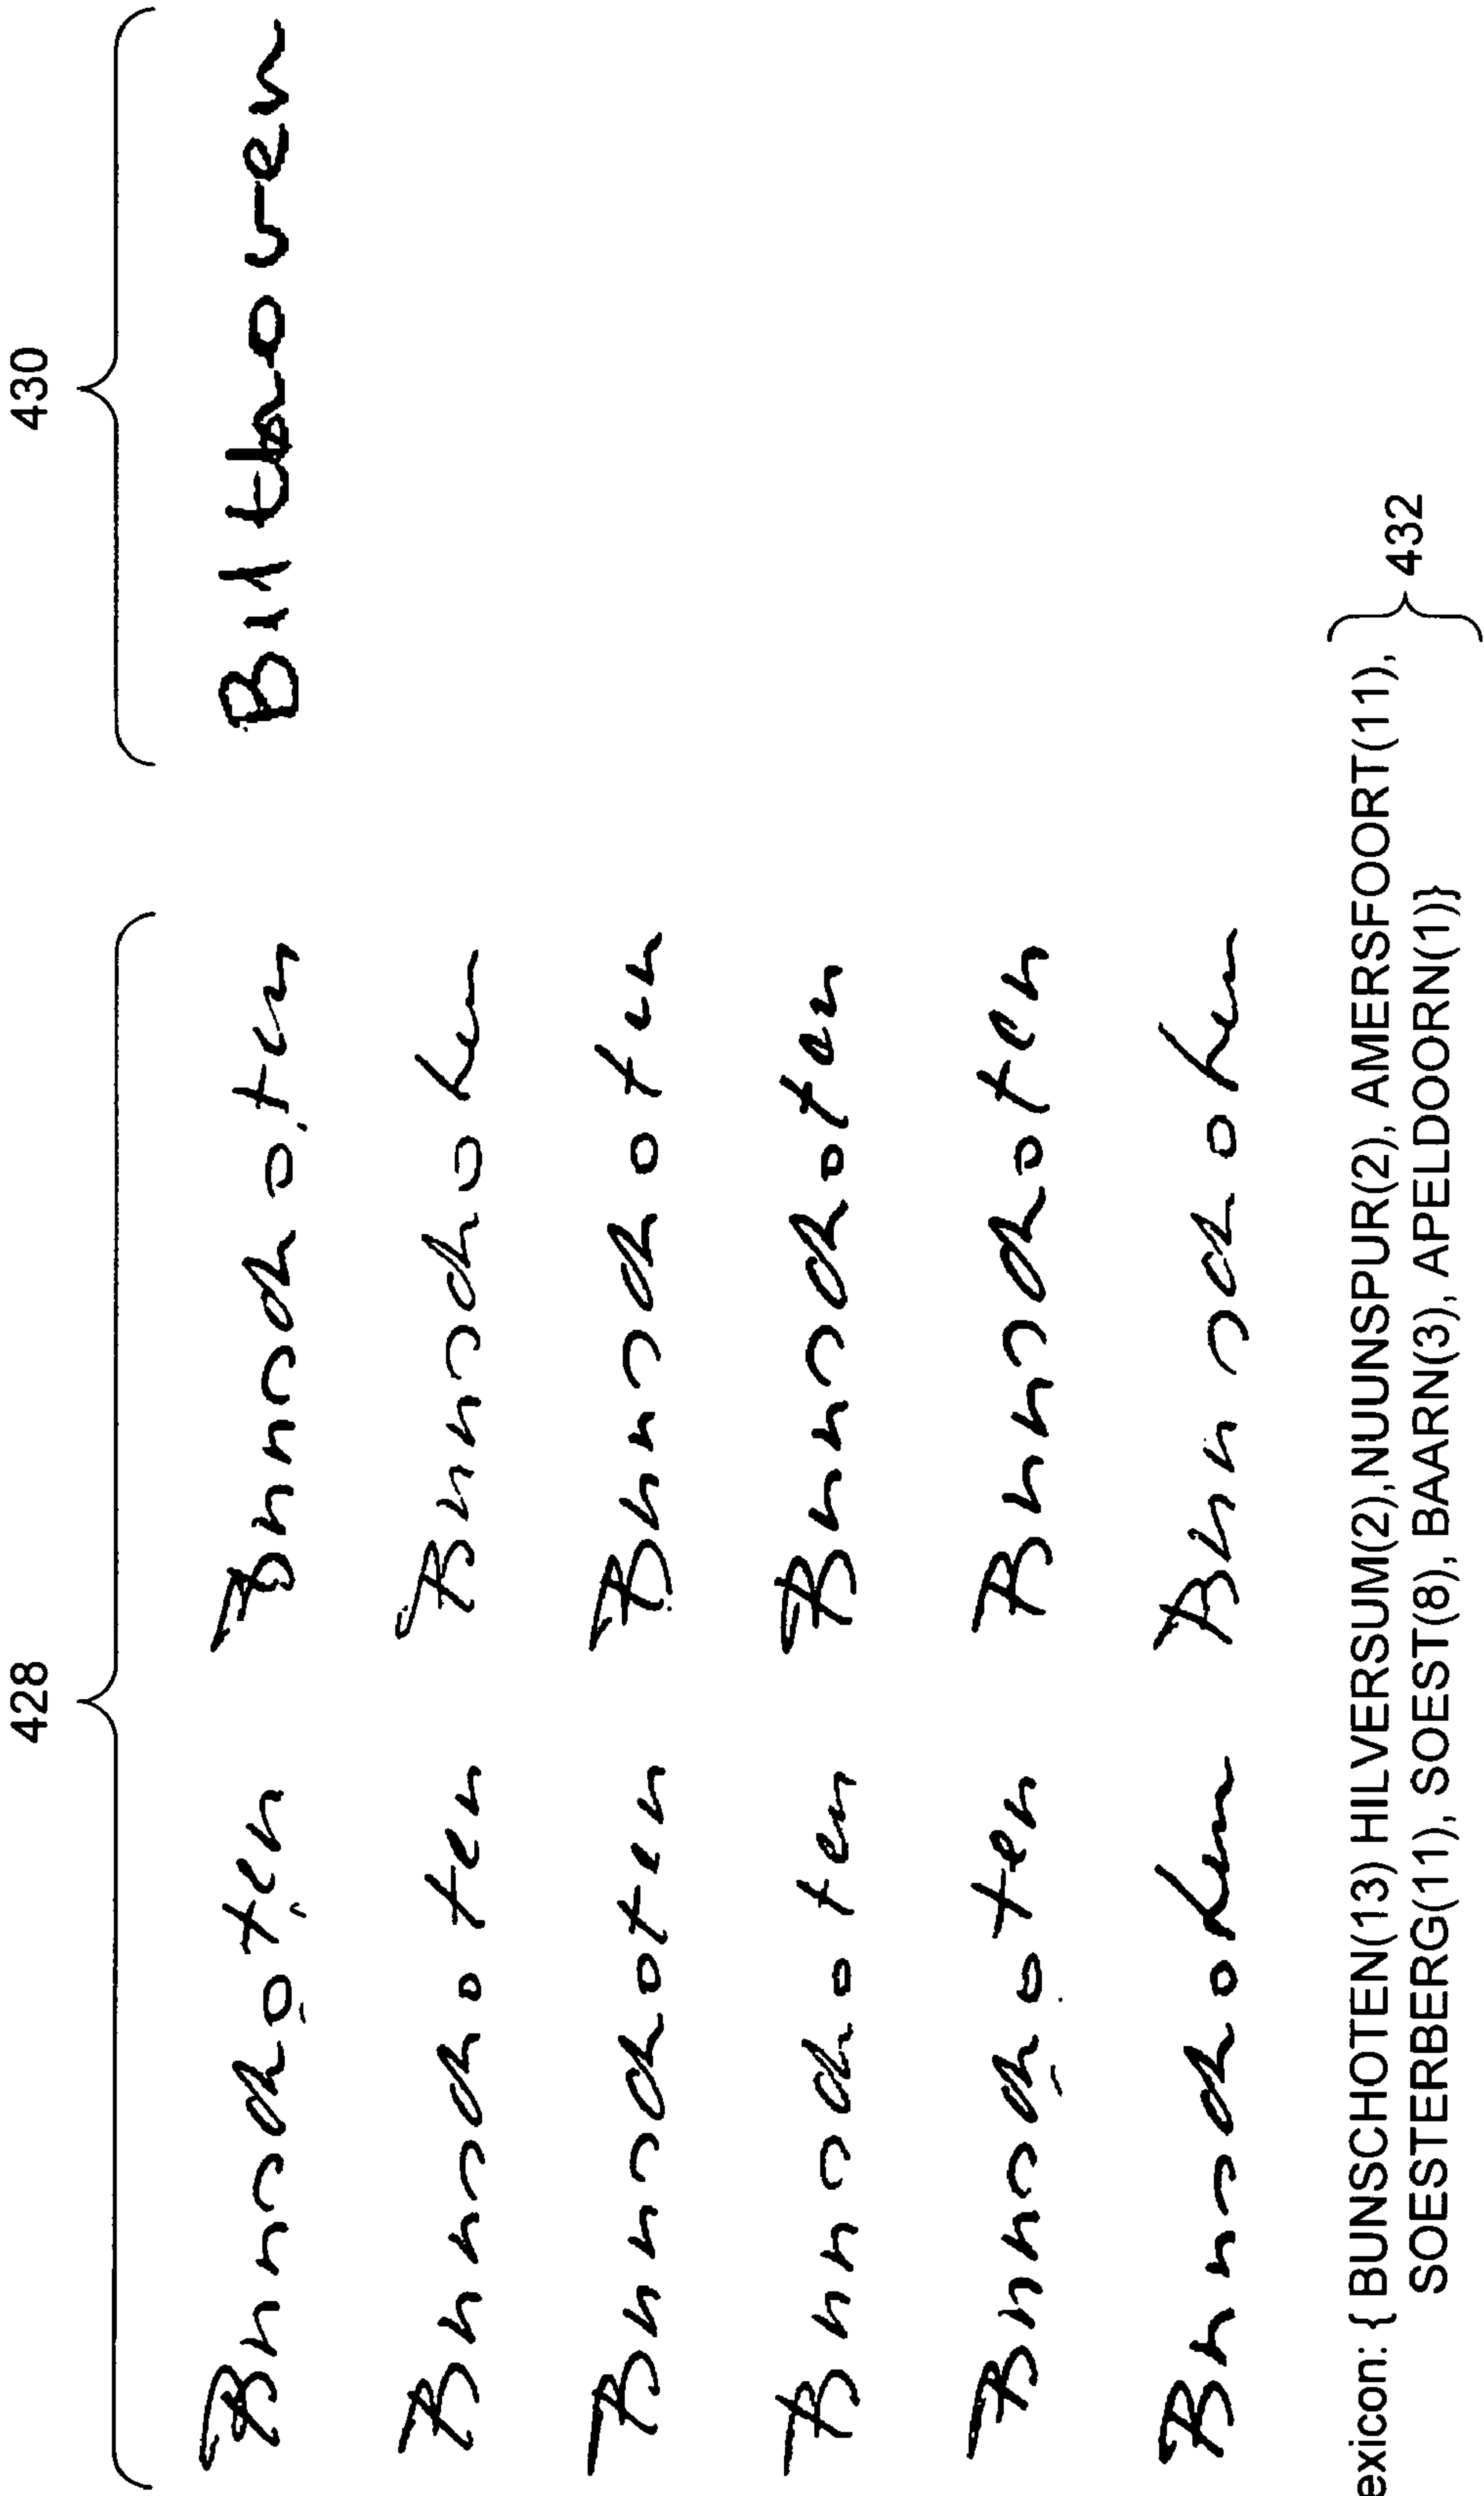 428 430
Bunschoten Bunschoten Bilthoven
Bunschoten Bunschoten
Bunschoten Bunschoten
Bunschoten Bunschoten
Bunschoten Bunschoten
Bunschoten Bunschoten
exicon: { BUNSCHOTEN(13) HILVERSUM(2),NUUNSPUR(2), AMERSFOORT(11),
SOESTERBERG(11), SOEST(8), BAARN(3), APELDOORN(1)}
432